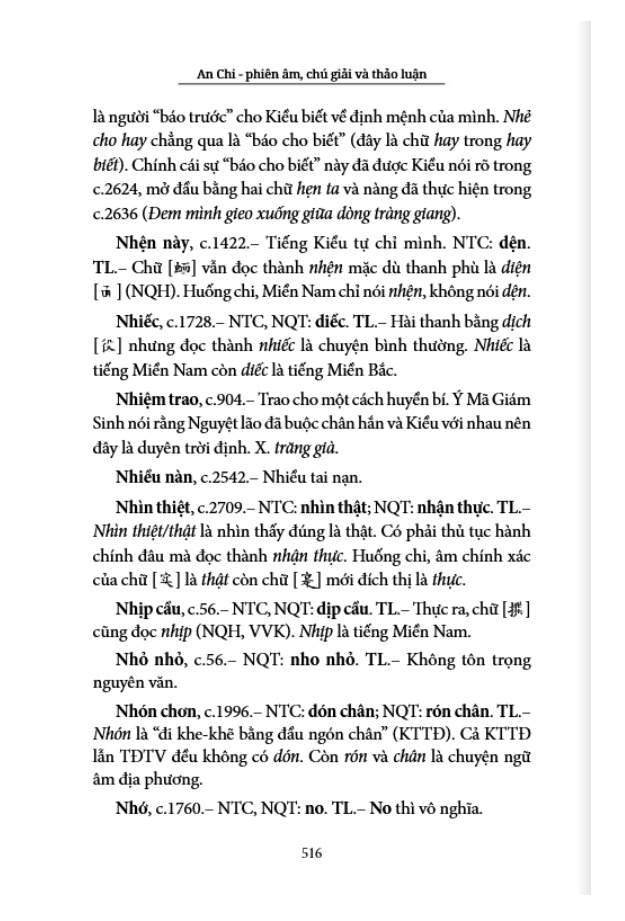 An Chi - phiên âm, chú giải và thảo luận
là người “báo trước” cho Kiều biết về định mệnh của mình. Nhẻ
cho hay chẳng qua là “báo cho biết” (đây là chữ hay trong hay
biết). Chính cái sự “báo cho biết” này đã được Kiều nói rõ trong
c.2624, mở đầu bằng hai chữ hẹn ta và nàng đã thực hiện trong
c.2636 (Đem mình gieo xuống giữa dòng tràng giang).
Nhện này, c.1422.– Tiếng Kiều tự chỉ mình. NTC: dện.
TL.– Chữ [] vẫn đọc thành nhện mặc dù thanh phù là diện
[] (NQH). Huống chi, Miền Nam chỉ nói nhện, không nói dện.
Nhiếc, c.1728.– NTC, NQT: diếc. TL.– Hài thanh bằng dịch
[] nhưng đọc thành nhiếc là chuyện bình thường. Nhiếc là
tiếng Miền Nam còn diếc là tiếng Miền Bắc.
Nhiệm trao, c.904.– Trao cho một cách huyền bí. Ý Mã Giám
Sinh nói rằng Nguyệt lão đã buộc chân hắn và Kiều với nhau nên
đây là duyên trời định. X. trăng già.
Nhiều nàn, c.2542.– Nhiều tai nạn.
Nhìn thiệt, c.2709.– NTC: nhìn thật; NQT: nhận thực. TL.–
Nhìn thiệt/thật là nhìn thấy đúng là thật. Có phải thủ tục hành
chính đâu mà đọc thành nhận thực. Huống chi, âm chính xác
của chữ [实] là thật còn chữ [寔] mới đích thị là thực.
Nhịp cầu, c.56.– NTC, NQT: dịp cầu. TL.– Thực ra, chữ []
cũng đọc nhịp (NQH, VVK). Nhịp là tiếng Miền Nam.
Nhỏ nhỏ, c.56.– NQT: nho nhỏ. TL.– Không tôn trọng
nguyên văn.
Nhón chơn, c.1996.– NTC: dón chân; NQT: rón chân. TL.–
Nhón là “đi khe-khẽ bằng đầu ngón chân” (KTTĐ). Cả KTTĐ
lẫn TĐTV đều không có dón. Còn rón và chân là chuyện ngữ
âm địa phương.
Nhớ, c.1760.– NTC, NQT: no. TL.– No thì vô nghĩa.
516